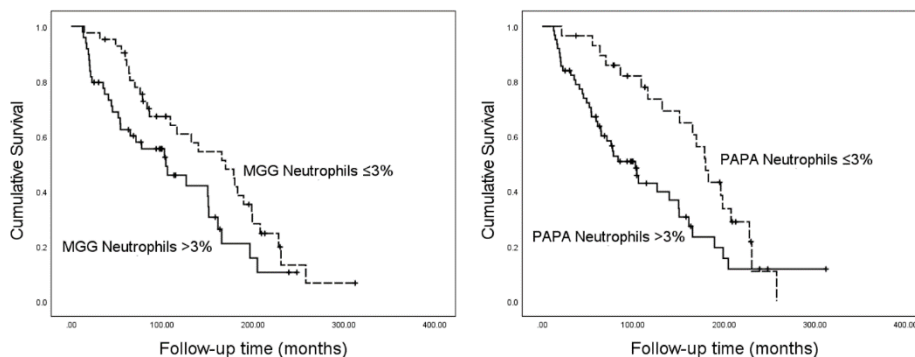 1.0
0.8
0.6
0.4
0.2
0.0
Cumulative Survival
MGG Neutrophils ≤3%
MGG Neutrophils >3%
.00 100.00 200.00 300.00 400.00
Follow-up time (months)
1.0
0.8
0.6
0.4
0.2
0.0
Cumulative Survival
PAPA Neutrophils ≤3%
PAPA Neutrophils >3%
.00 100.00 200.00 300.00 400.00
Follow-up time (months)